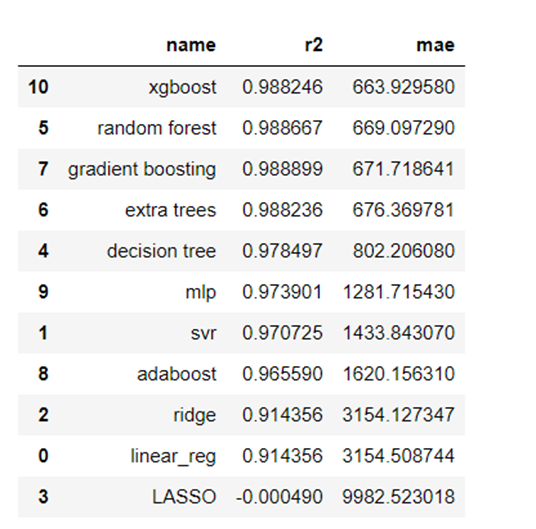 name r2 mae
10 xgboost 0.988246 663.929580
5 random forest 0.988667 669.097290
7 gradient boosting 0.988899 671.718641
6 extra trees 0.988236 676.369781
4 decision tree 0.978497 802.206080
9 mlp 0.973901 1281.715430
1 svr 0.970725 1433.843070
8 adaboost 0.965590 1620.156310
2 ridge 0.914356 3154.127347
0 linear_reg 0.914356 3154.508744
3 LASSO -0.000490 9982.523018